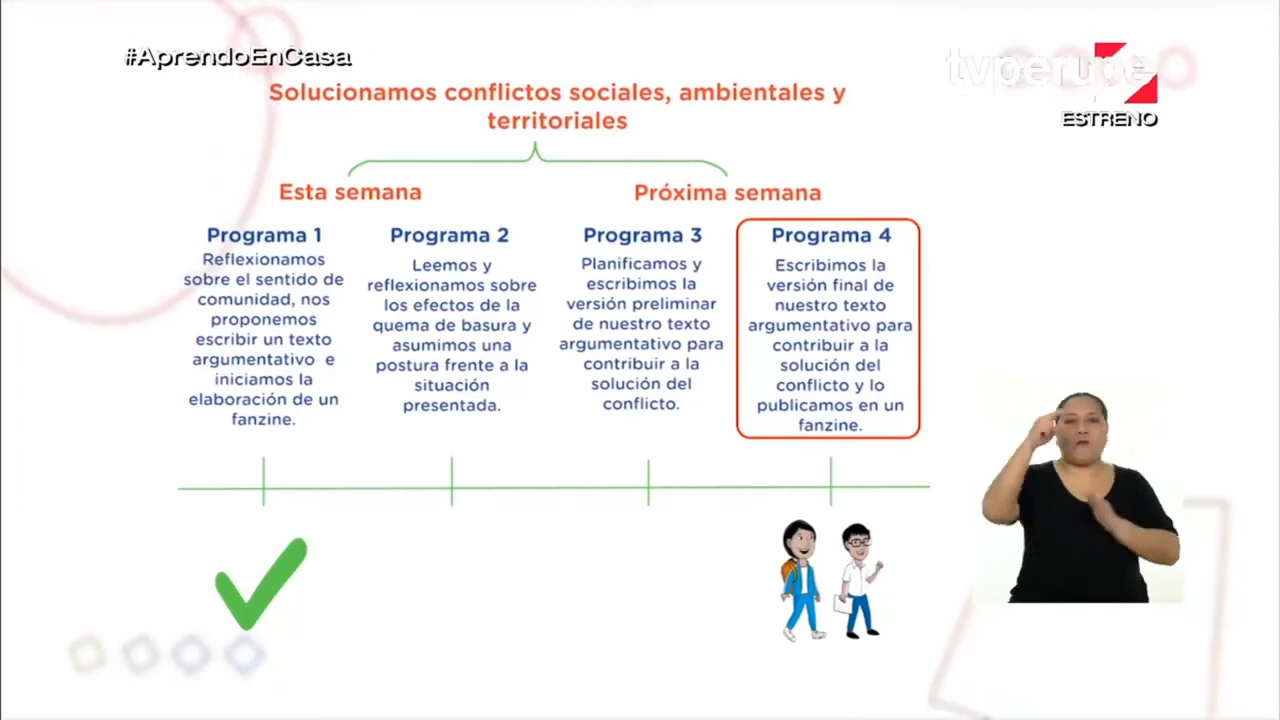 #AprendoEnCasa
tvperu.pe
ESTRENO
Solucionamos conflictos sociales, ambientales y
territoriales
Esta semana
Próxima semana
Programa 1
Reflexionamos
sobre el sentido de
comunidad, nos
proponemos
escribir un texto
argumentativo e
iniciamos la
elaboración de un
fanzine.
Programa 2
Leemos y
reflexionamos sobre
los efectos de la
quema de basura y
asumimos una
postura frente a la
situación
presentada.
Programa 3
Planificamos y
escribimos la
versión preliminar
de nuestro texto
argumentativo para
contribuir a la
solución del
conflicto.
Programa 4
Escribimos la
versión final de
nuestro texto
argumentativo para
contribuir a la
solución del
conflicto y lo
publicamos en un
fanzine.